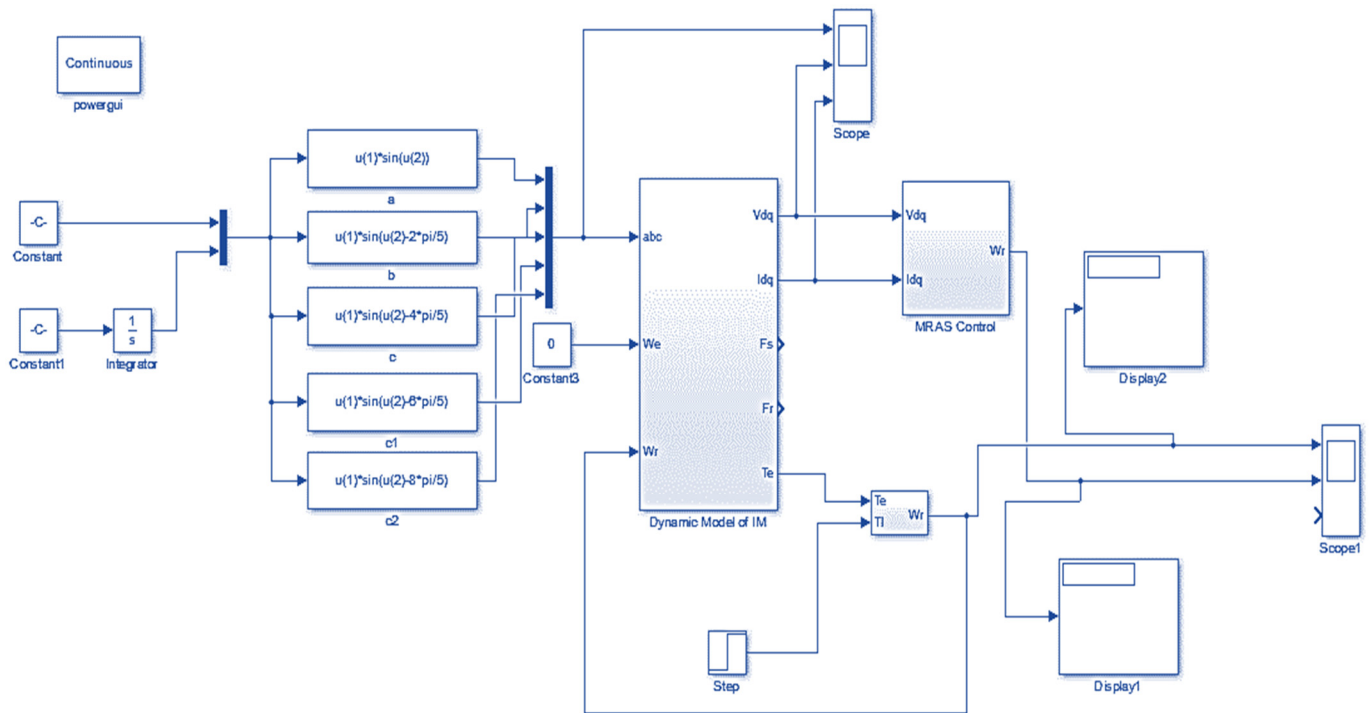 Continuous
powergui
-C-
Constant
-C-
Constant1
1
s
Integrator
u(1)*sin(u(2))
a
u(1)*sin(u(2)-2*pi/5)
b
u(1)*sin(u(2)-4*pi/5)
c
u(1)*sin(u(2)-6*pi/5)
c1
u(1)*sin(u(2)-8*pi/5)
c2
0
Constant3
abc
We
Wr
Vdq
Idq
Fs
Fr
Te
Dynamic Model of IM
Scope
Vdq
Idq
Wr
MRAS Control
Te
Tl
Wr
Step
Display2
Display1
Scope1